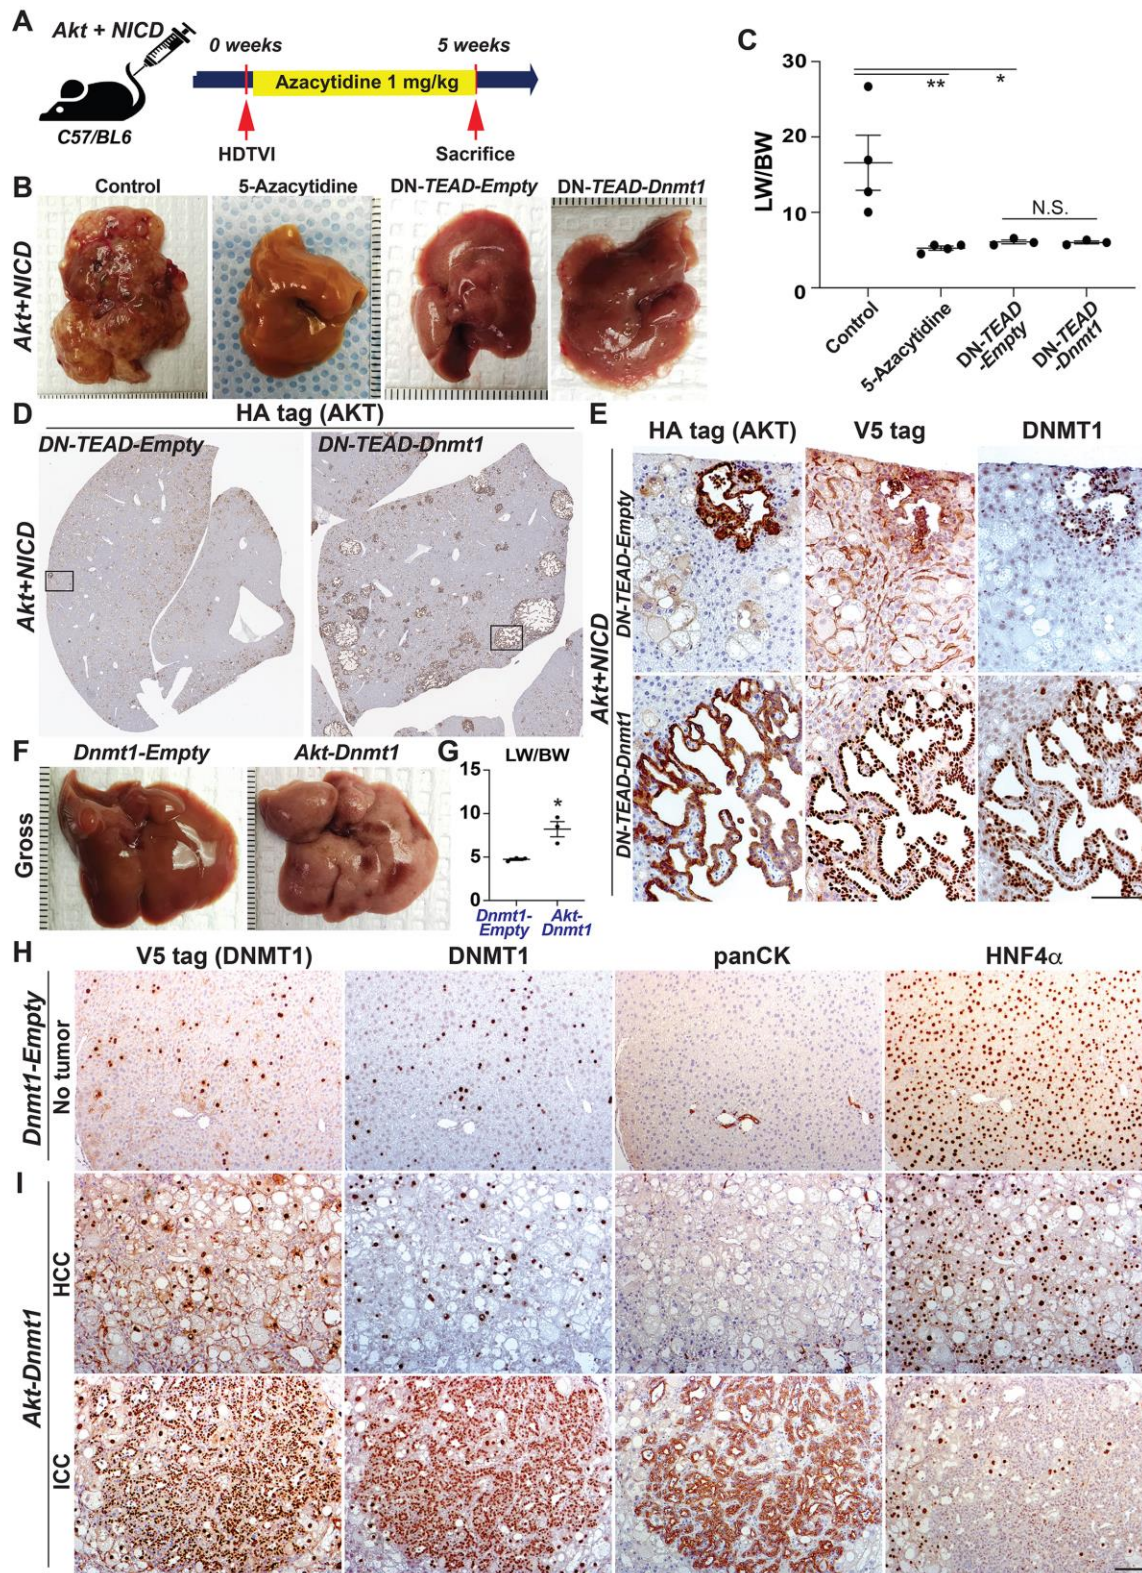 A
Akt + NICD
C57/BL6
0 weeks
5 weeks
Azacytidine 1 mg/kg
HDTVI
Sacrifice
B
Control
5-Azacytidine
DN-TEAD-Empty
DN-TEAD-Dnmt1
Akt+NICD
C
LW/BW
30
20
10
0
**
*
N.S.
Control
5-Azacytidine
DN-TEAD
-Empty
DN-TEAD
-Dnmt1
D
HA tag (AKT)
DN-TEAD-Empty
DN-TEAD-Dnmt1
Akt+NICD
E
HA tag (AKT)
V5 tag
DNMT1
Akt+NICD
DN-TEAD-Empty
DN-TEAD-Dnmt1
F
Dnmt1-Empty
Akt-Dnmt1
Gross
G
LW/BW
15
10
5
0
*
Dnmt1-
Empty
Akt-
Dnmt1
H
V5 tag (DNMT1)
DNMT1
panCK
HNF4α
Dnmt1-Empty
No tumor
I
Akt-Dnmt1
HCC
ICC